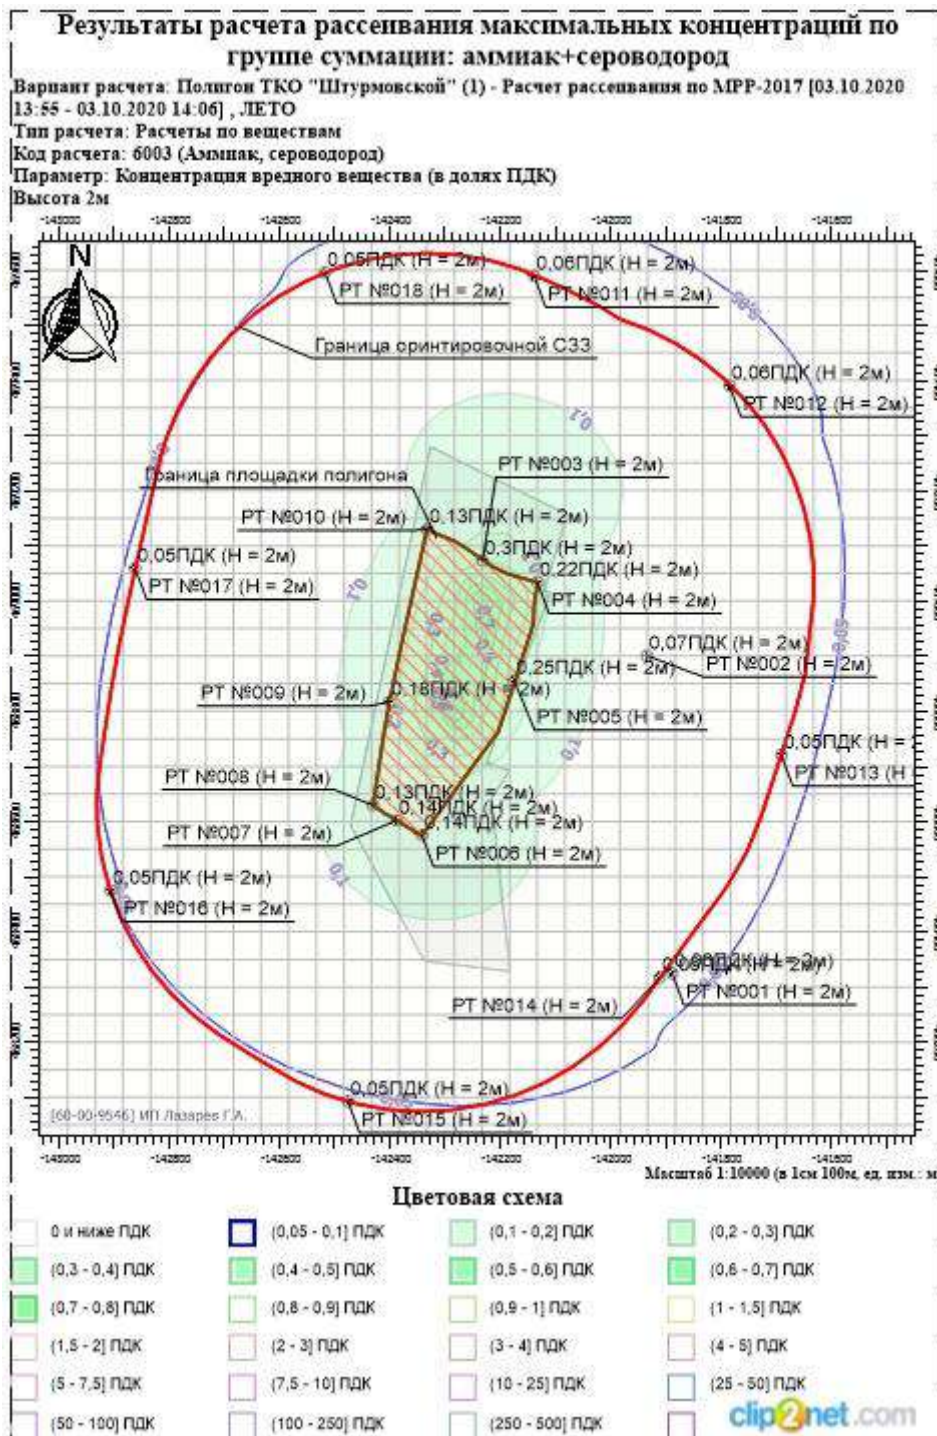 Результаты расчета рассеивания максимальных концентраций по
группе суммации: аммиак+сероводород
Вариант расчета: Полигон ТКО "Штурмовской" (1) - Расчет рассеивания по МРР-2017 [03.10.2020
13:55 - 03.10.2020 14:06] , ЛЕТО
Тип расчета: Расчеты по веществам
Код расчета: 6003 (Аммиак, сероводород)
Параметр: Концентрация вредного вещества (в долях ПДК)
Высота 2м
N
0,05ПДК (H = 2м)
РТ №018 (H = 2м)
0,06ПДК (H = 2м)
РТ №011 (H = 2м)
Граница оринтировочной СЗЗ
0,06ПДК (H = 2м)
РТ №012 (H = 2м)
0,1
РТ №003 (H = 2м)
Граница площадки полигона
РТ №010 (H = 2м)
0,13ПДК (H = 2м)
0,3ПДК (H = 2м)
0,05ПДК (H = 2м)
РТ №017 (H = 2м)
0,1
0,22ПДК (H = 2м)
РТ №004 (H = 2м)
0,07ПДК (H = 2м)
РТ №002 (H = 2м)
0,25ПДК (H = 2м)
РТ №005 (H = 2м)
РТ №009 (H = 2м)
0,18ПДК (H = 2м)
0,1
0,05ПДК (H =
РТ №013 (H =
РТ №008 (H = 2м)
0,13ПДК (H = 2м)
0,14ПДК (H = 2м)
0,14ПДК (H = 2м)
РТ №007 (H = 2м)
РТ №006 (H = 2м)
0,1
0,05ПДК (H = 2м)
РТ №016 (H = 2м)
РТ №014 (H = 2м)
РТ №001 (H = 2м)
0,05ПДК (H = 2м)
РТ №015 (H = 2м)
[60-00-9546] ИП Лазарев Г.А.
Масштаб 1:10000 (в 1см 100м, ед. изм.: м
Цветовая схема
0 и ниже ПДК
(0,05 - 0,1] ПДК
(0,1 - 0,2] ПДК
(0,2 - 0,3] ПДК
(0,3 - 0,4] ПДК
(0,4 - 0,5] ПДК
(0,5 - 0,6] ПДК
(0,6 - 0,7] ПДК
(0,7 - 0,8] ПДК
(0,8 - 0,9] ПДК
(0,9 - 1] ПДК
(1 - 1,5] ПДК
(1,5 - 2] ПДК
(2 - 3] ПДК
(3 - 4] ПДК
(4 - 5] ПДК
(5 - 7,5] ПДК
(7,5 - 10] ПДК
(10 - 25] ПДК
(25 - 50] ПДК
(50 - 100] ПДК
(100 - 250] ПДК
(250 - 500] ПДК
clip2net.com